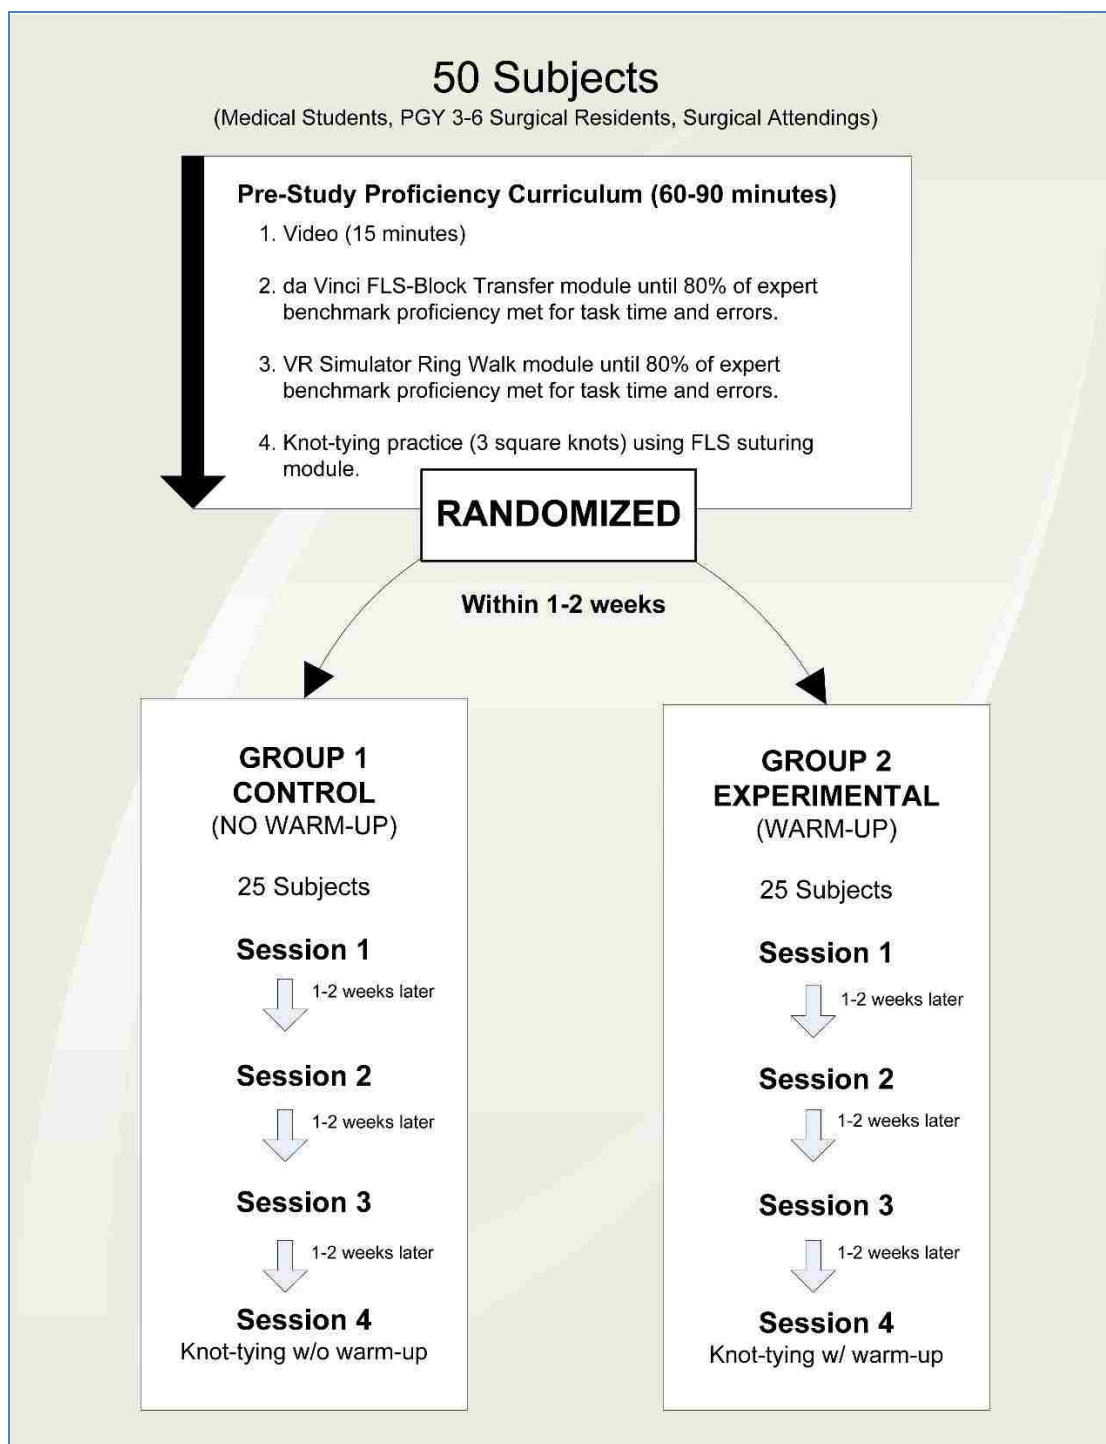 50 Subjects
(Medical Students, PGY 3-6 Surgical Residents, Surgical Attendings)
Pre-Study Proficiency Curriculum (60-90 minutes)
1. Video (15 minutes)
2. da Vinci FLS-Block Transfer module until 80% of expert
benchmark proficiency met for task time and errors.
3. VR Simulator Ring Walk module until 80% of expert
benchmark proficiency met for task time and errors.
4. Knot-tying practice (3 square knots) using FLS suturing
module.
RANDOMIZED
Within 1-2 weeks
GROUP 1
CONTROL
(NO WARM-UP)
25 Subjects
Session 1
1-2 weeks later
Session 2
1-2 weeks later
Session 3
1-2 weeks later
Session 4
Knot-tying w/o warm-up
GROUP 2
EXPERIMENTAL
(WARM-UP)
25 Subjects
Session 1
1-2 weeks later
Session 2
1-2 weeks later
Session 3
1-2 weeks later
Session 4
Knot-tying w/ warm-up